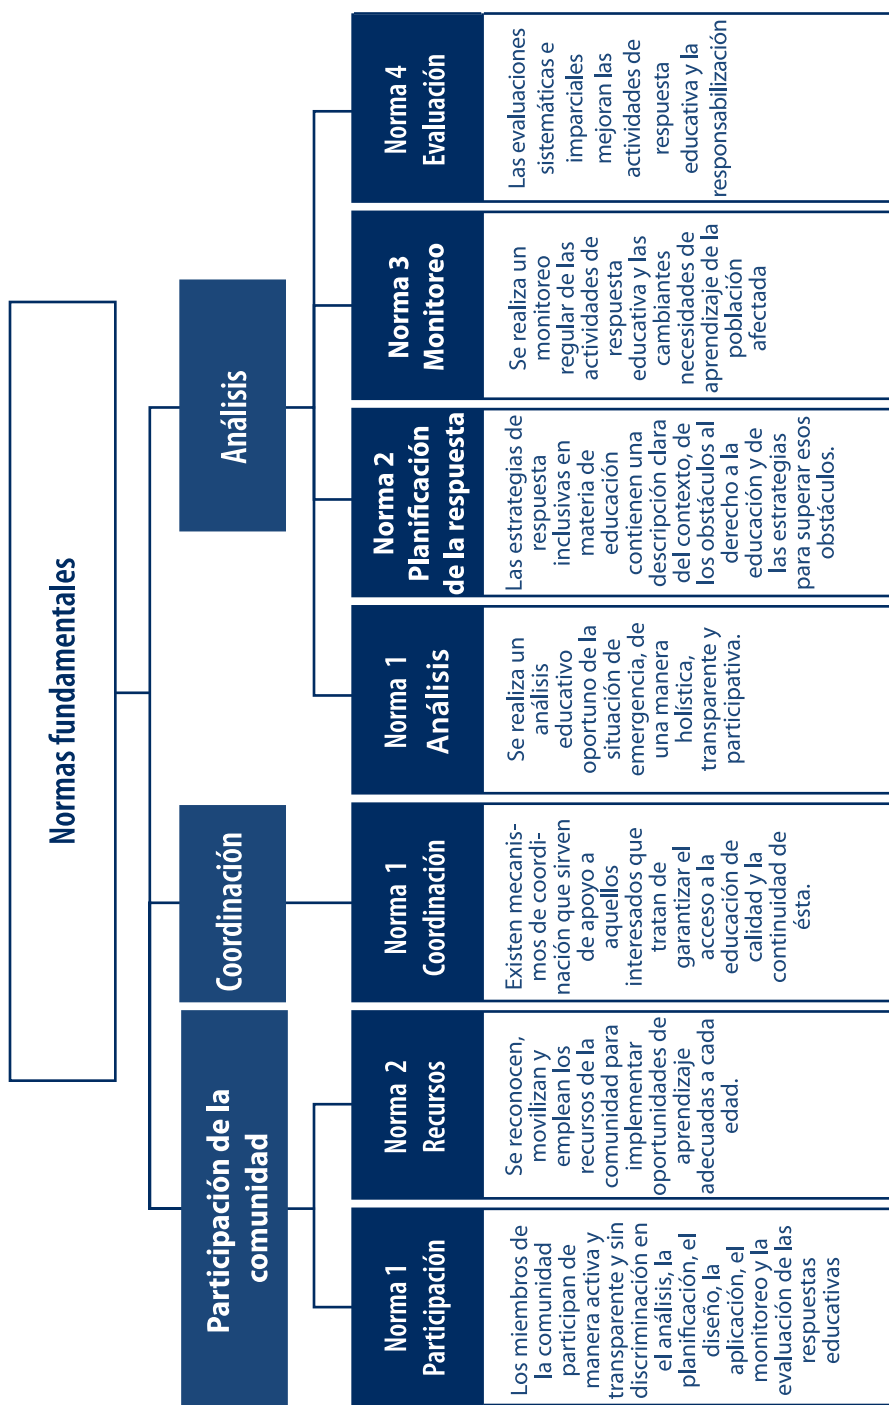 Normas fundamentales
Participación de la
comunidad
Coordinación
Análisis
Norma 1
Participación
Los miembros de
la comunidad
participan de
manera activa y
transparente y sin
discriminación en
el análisis, la
planificación, el
diseño, la
aplicación, el
monitoreo y la
evaluación de las
respuestas
educativas
Norma 2
Recursos
Se reconocen,
movilizan y
emplean los
recursos de la
comunidad para
implementar
oportunidades de
aprendizaje
adecuadas a cada
edad.
Norma 1
Coordinación
Existen mecanis-
mos de coordi-
nación que sirven
de apoyo a
aquellos
interesados que
tratan de
garantizar el
acceso a la
educación de
calidad y la
continuidad de
ésta.
Norma 1
Análisis
Se realiza un
análisis
educativo
oportuno de la
situación de
emergencia, de
una manera
holística,
transparente y
participativa.
Norma 2
Planificación
de la respuesta
Las estrategias de
respuesta
inclusivas en
materia de
educación
contienen una
descripción clara
del contexto, de
los obstáculos al
derecho a la
educación y de
las estrategias
para superar esos
obstáculos.
Norma 3
Monitoreo
Se realiza un
monitoreo
regular de las
actividades de
respuesta
educativa y las
cambiantes
necesidades de
aprendizaje de la
población
afectada
Norma 4
Evaluación
Las evaluaciones
sistemáticas e
imparciales
mejoran las
actividades de
respuesta
educativa y la
responsabilización